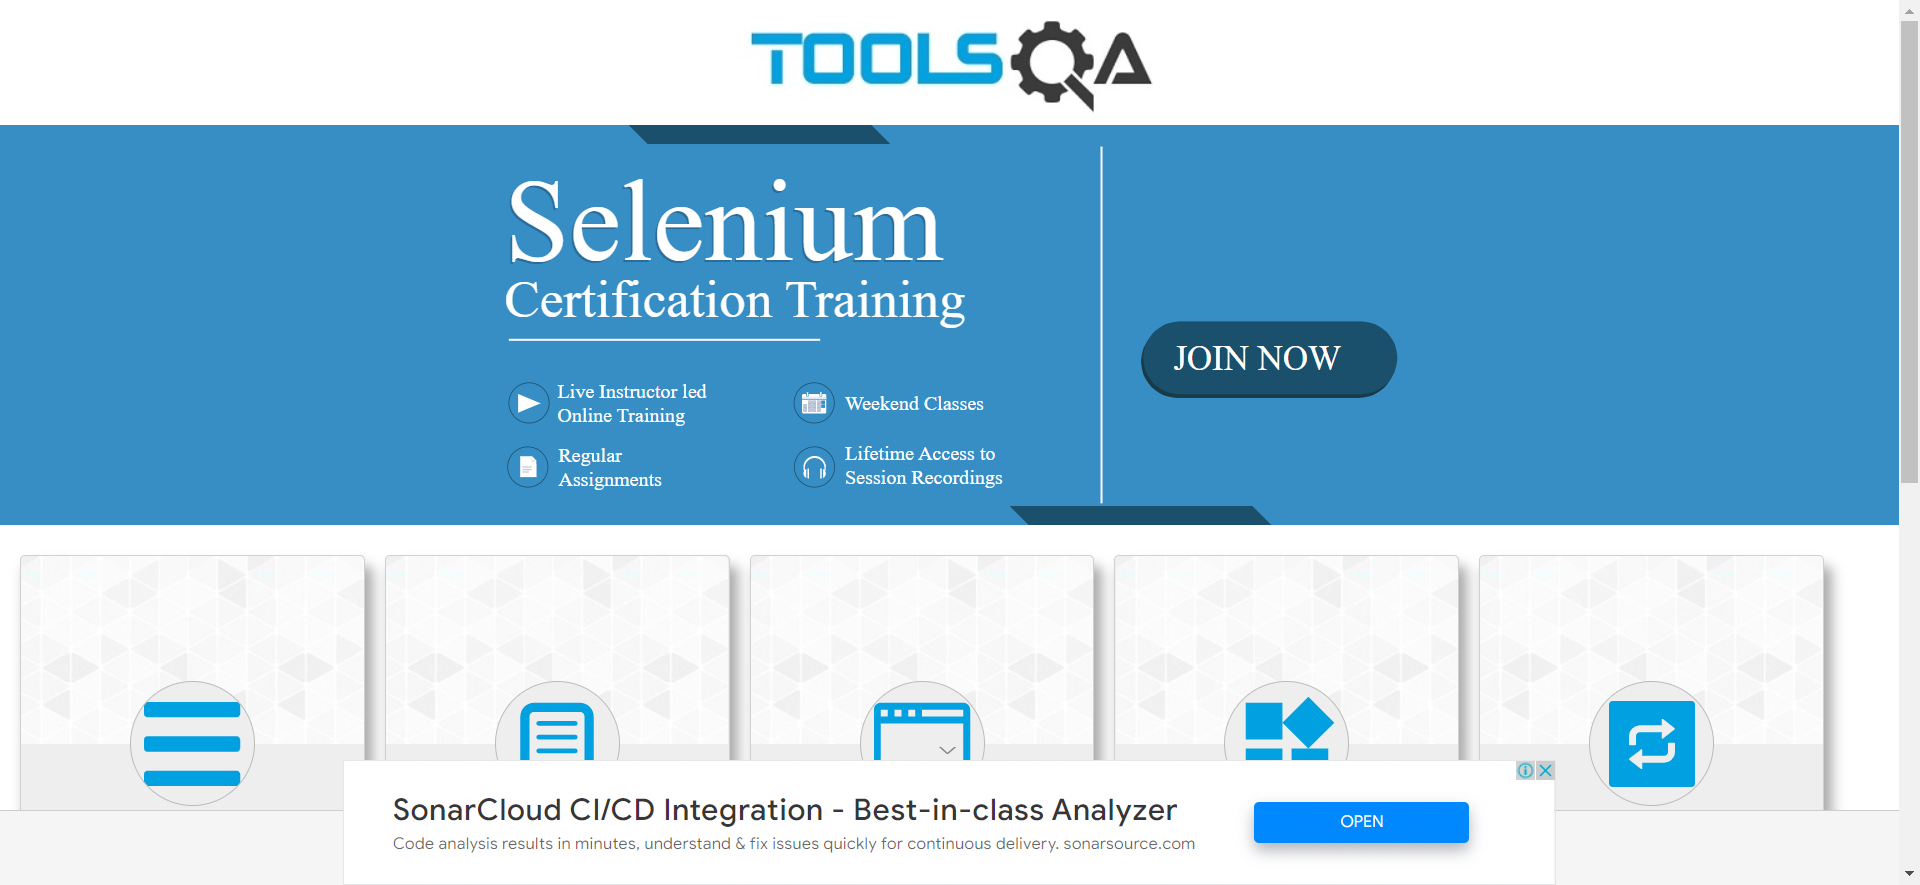 TOOLSQA
Selenium
Certification Training
JOIN NOW
Live Instructor led
Online Training
Weekend Classes
Regular
Assignments
Lifetime Access to
Session Recordings
SonarCloud CI/CD Integration - Best-in-class Analyzer
Code analysis results in minutes, understand & fix issues quickly for continuous delivery. sonarsource.com
OPEN